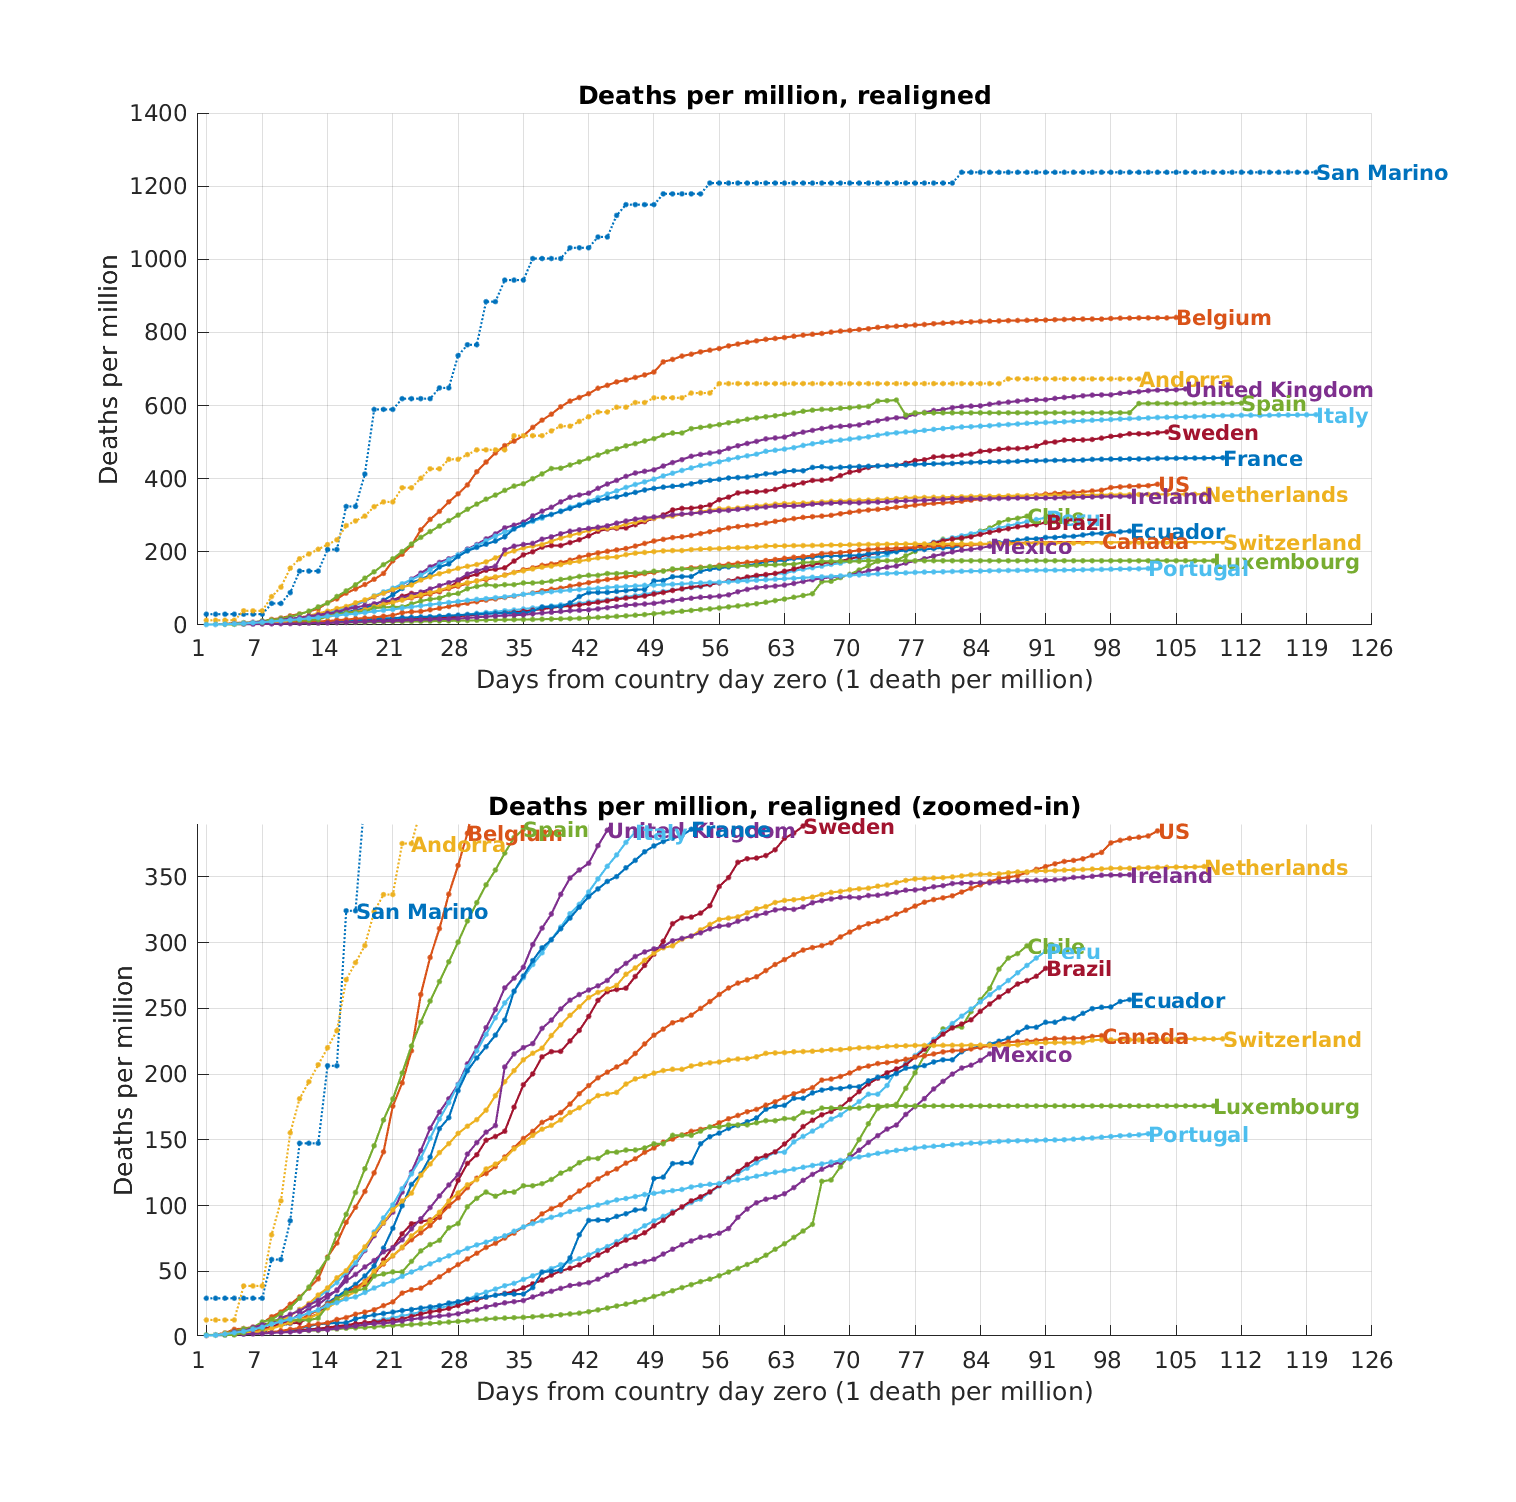 Deaths per million, realigned
1400
1200
1000
800
600
400
200
0
Deaths per million
San Marino
Belgium
Andorra
United Kingdom
Spain
Italy
Sweden
France
US
Netherlands
Ireland
Chile
Peru
Brazil
Ecuador
Canada
Switzerland
Mexico
Luxembourg
Portugal
1 7 14 21 28 35 42 49 56 63 70 77 84 91 98 105 112 119 126
Days from country day zero (1 death per million)
Deaths per million, realigned (zoomed-in)
350
300
250
200
150
100
50
0
Deaths per million
Belgium
Spain
United Kingdom
Italy
France
Sweden
US
Andorra
Netherlands
Ireland
San Marino
Chile
Peru
Brazil
Ecuador
Canada
Switzerland
Mexico
Luxembourg
Portugal
1 7 14 21 28 35 42 49 56 63 70 77 84 91 98 105 112 119 126
Days from country day zero (1 death per million)